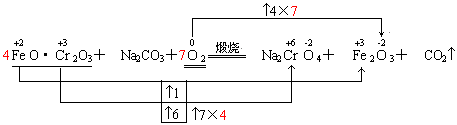 ↑4×7
0
+2 +3 +6 -2 +3 -2
4FeO·Cr₂O₃+ Na₂CO₃+7O₂ 煅烧 Na₂CrO₄+ Fe₂O₃+ CO₂↑
↑1
↑6 ↑7×4